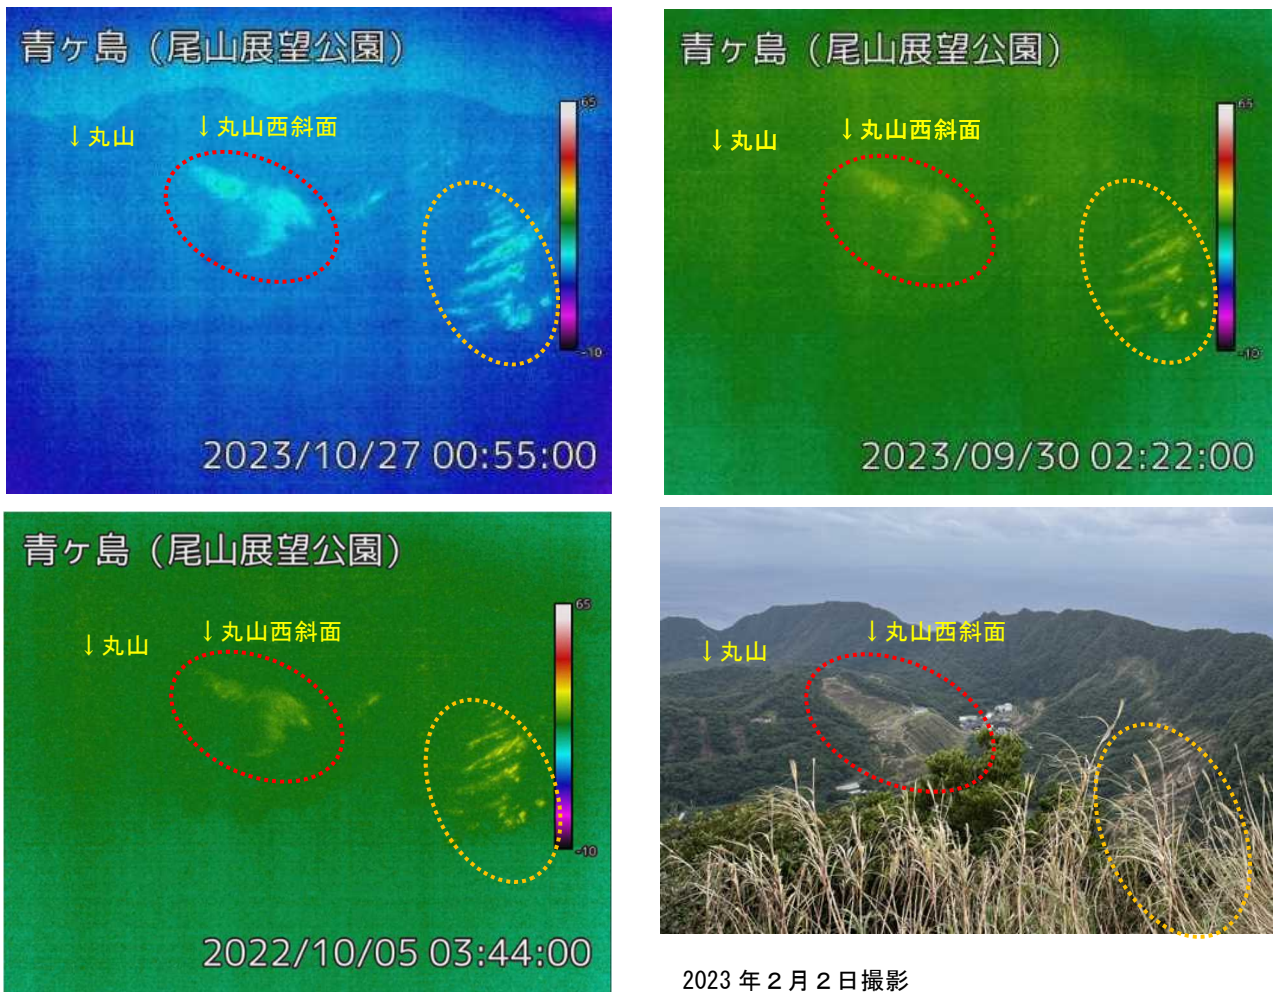 青ヶ島（尾山展望公園）
65
↓丸山
↓丸山西斜面
-10
2023/10/27 00:55:00
青ヶ島（尾山展望公園）
65
↓丸山
↓丸山西斜面
-10
2023/09/30 02:22:00
青ヶ島（尾山展望公園）
65
↓丸山
↓丸山西斜面
-10
2022/10/05 03:44:00
↓丸山
↓丸山西斜面
2023 年２月２日撮影